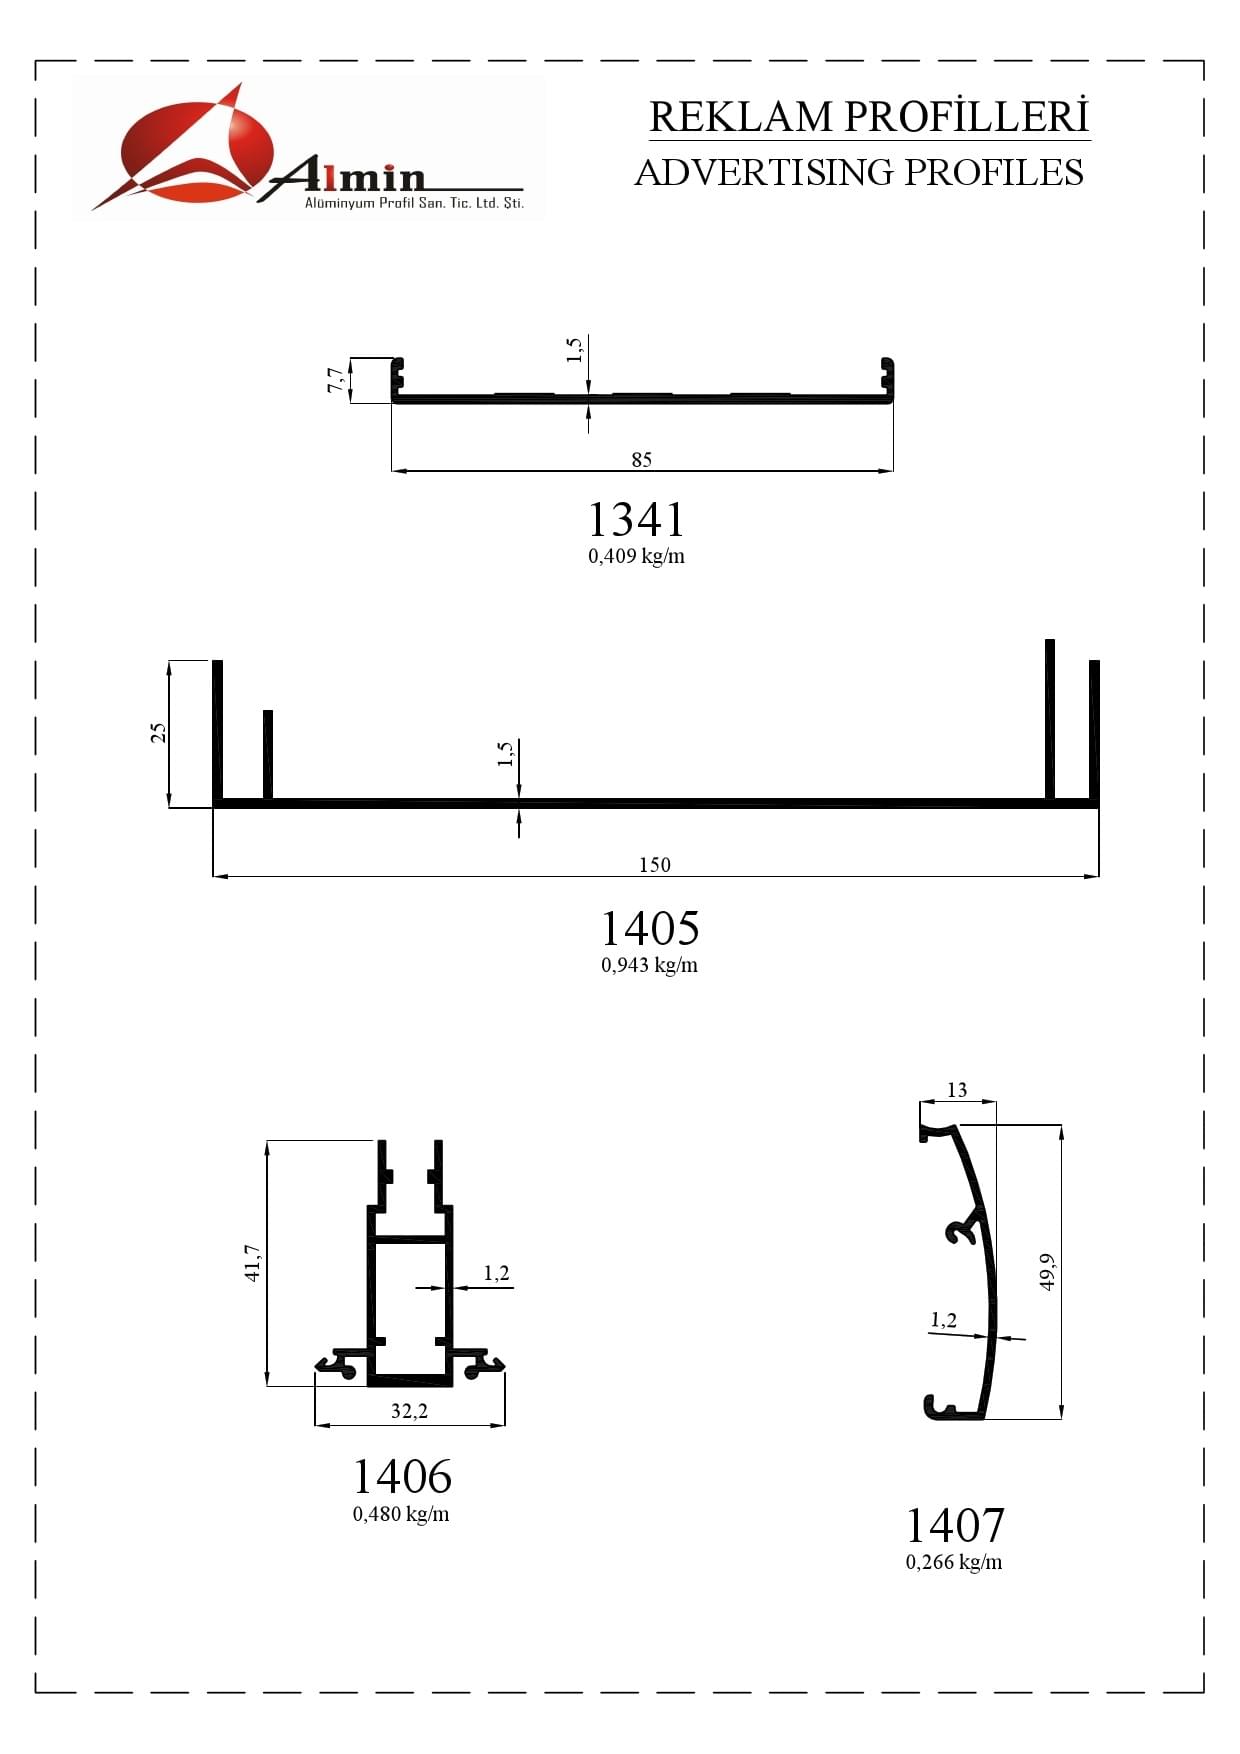 Almin
Alüminyum Profil San. Tic. Ltd. Şti.
REKLAM PROFİLLERİ
ADVERTISING PROFILES
1,5
7,7
85
1341
0,409 kg/m
25
1,5
150
1405
0,943 kg/m
41,7
1,2
32,2
1406
0,480 kg/m
13
49,9
1,2
1407
0,266 kg/m